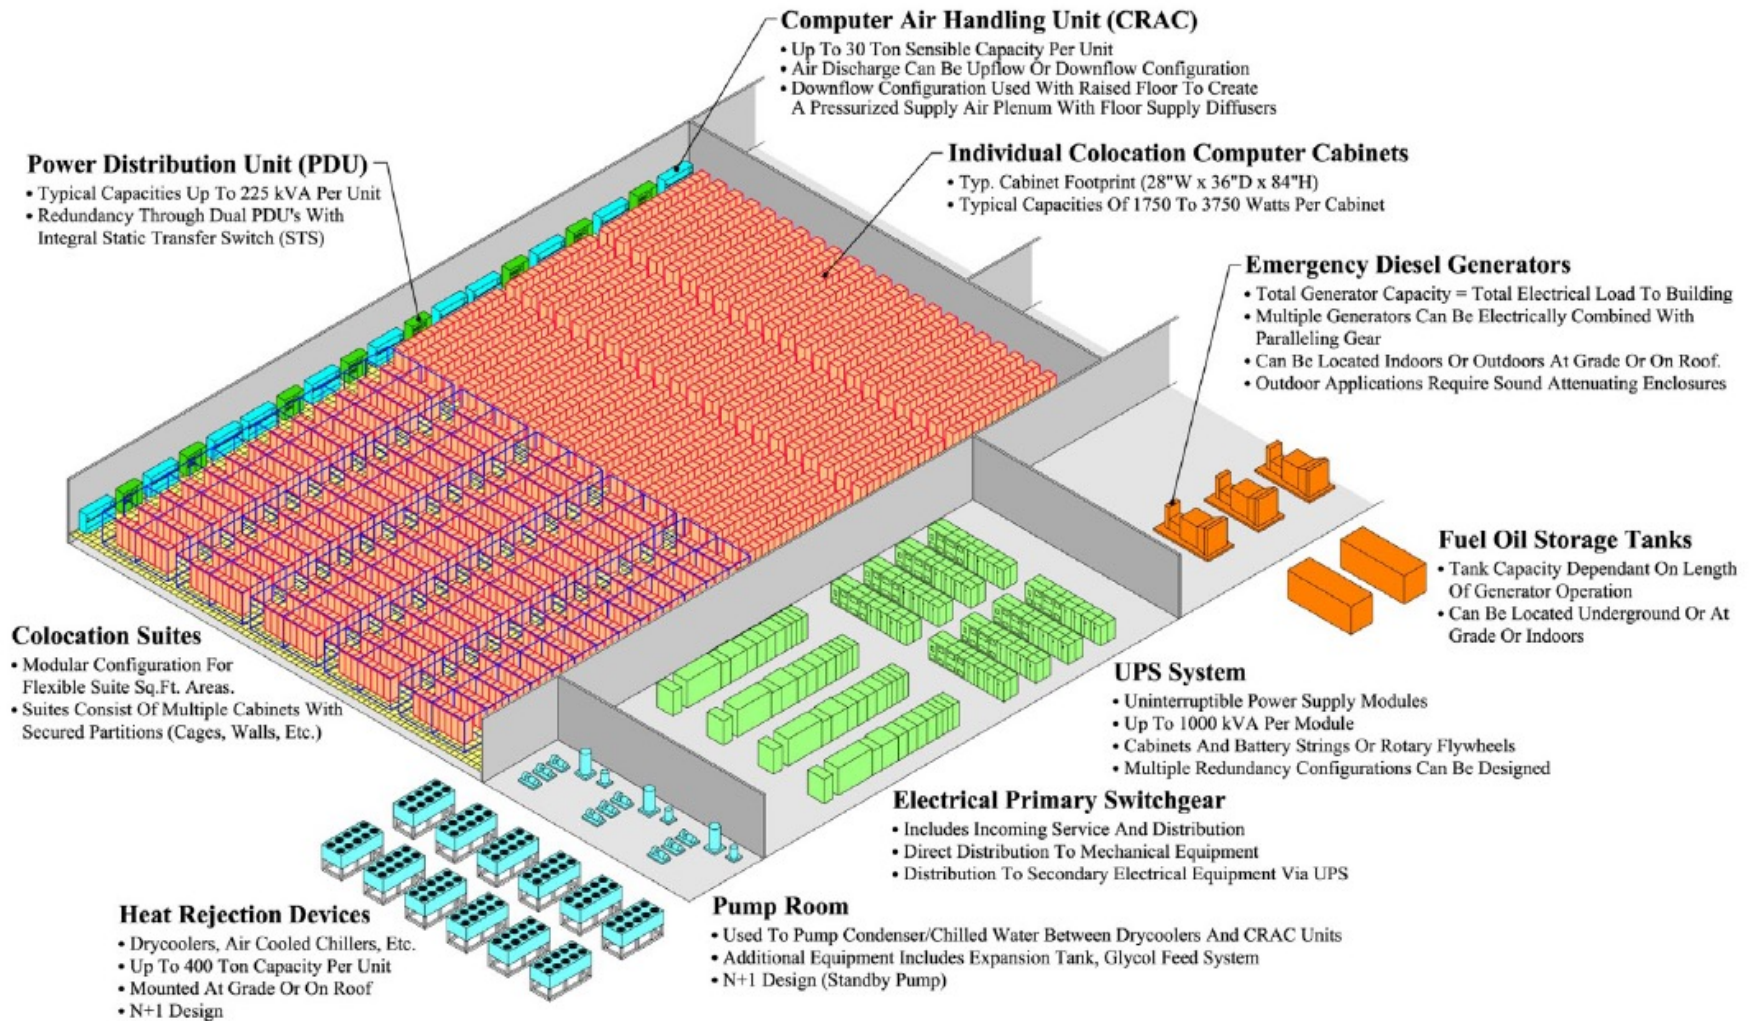 Computer Air Handling Unit (CRAC)
• Up To 30 Ton Sensible Capacity Per Unit
• Air Discharge Can Be Upflow Or Downflow Configuration
• Downflow Configuration Used With Raised Floor To Create
A Pressurized Supply Air Plenum With Floor Supply Diffusers
Power Distribution Unit (PDU)
• Typical Capacities Up To 225 kVA Per Unit
• Redundancy Through Dual PDU's With
Integral Static Transfer Switch (STS)
Individual Colocation Computer Cabinets
• Typ. Cabinet Footprint (28"W x 36"D x 84"H)
• Typical Capacities Of 1750 To 3750 Watts Per Cabinet
Emergency Diesel Generators
• Total Generator Capacity = Total Electrical Load To Building
• Multiple Generators Can Be Electrically Combined With
Paralleling Gear
• Can Be Located Indoors Or Outdoors At Grade Or On Roof.
• Outdoor Applications Require Sound Attenuating Enclosures
Fuel Oil Storage Tanks
• Tank Capacity Dependant On Length
Of Generator Operation
• Can Be Located Underground Or At
Grade Or Indoors
Colocation Suites
• Modular Configuration For
Flexible Suite Sq.Ft. Areas.
• Suites Consist Of Multiple Cabinets With
Secured Partitions (Cages, Walls, Etc.)
UPS System
• Uninterruptible Power Supply Modules
• Up To 1000 kVA Per Module
• Cabinets And Battery Strings Or Rotary Flywheels
• Multiple Redundancy Configurations Can Be Designed
Electrical Primary Switchgear
• Includes Incoming Service And Distribution
• Direct Distribution To Mechanical Equipment
• Distribution To Secondary Electrical Equipment Via UPS
Pump Room
• Used To Pump Condenser/Chilled Water Between Drycoolers And CRAC Units
• Additional Equipment Includes Expansion Tank, Glycol Feed System
• N+1 Design (Standby Pump)
Heat Rejection Devices
• Drycoolers, Air Cooled Chillers, Etc.
• Up To 400 Ton Capacity Per Unit
• Mounted At Grade Or On Roof
• N+1 Design